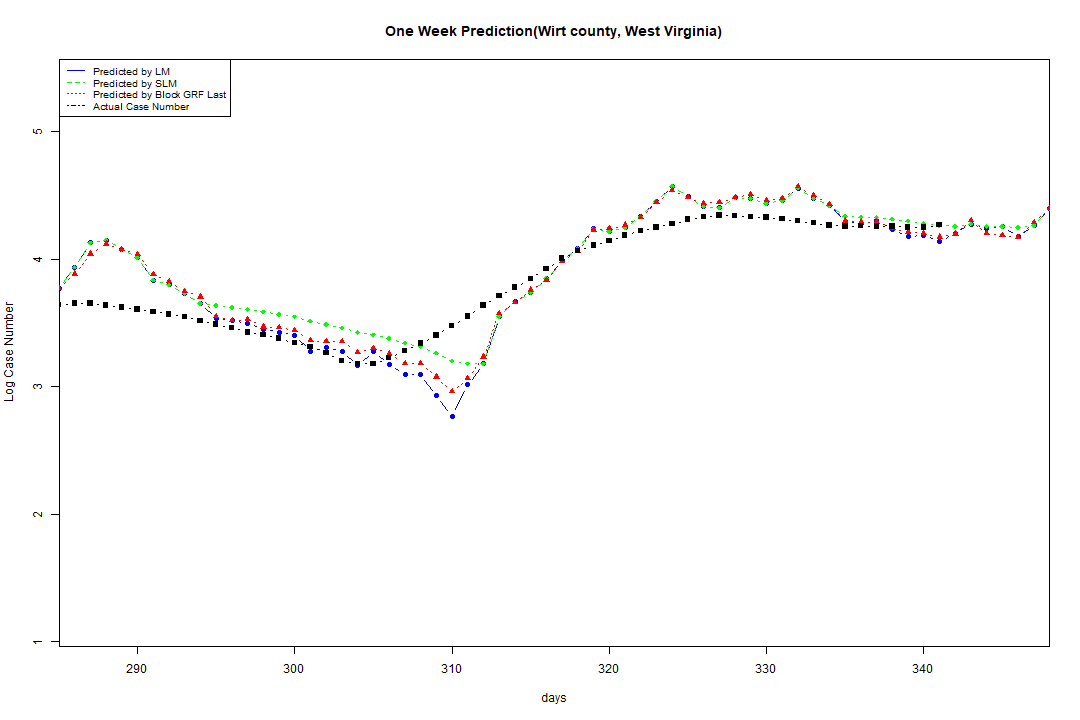 One Week Prediction(Wirt county, West Virginia)
Predicted by LM
Predicted by SLM
Predicted by Block GRF Last
Actual Case Number
5
4
3
2
1
Log Case Number
290 300 310 320 330 340
days